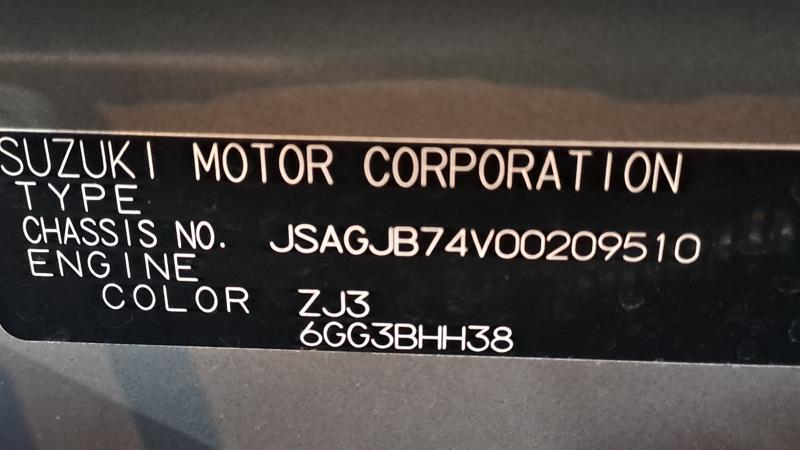 SUZUKI MOTOR CORPORATION
TYPE
CHASSIS NO. JSAGJB74V00209510
ENGINE
COLOR ZJ3
6GG3BHH38